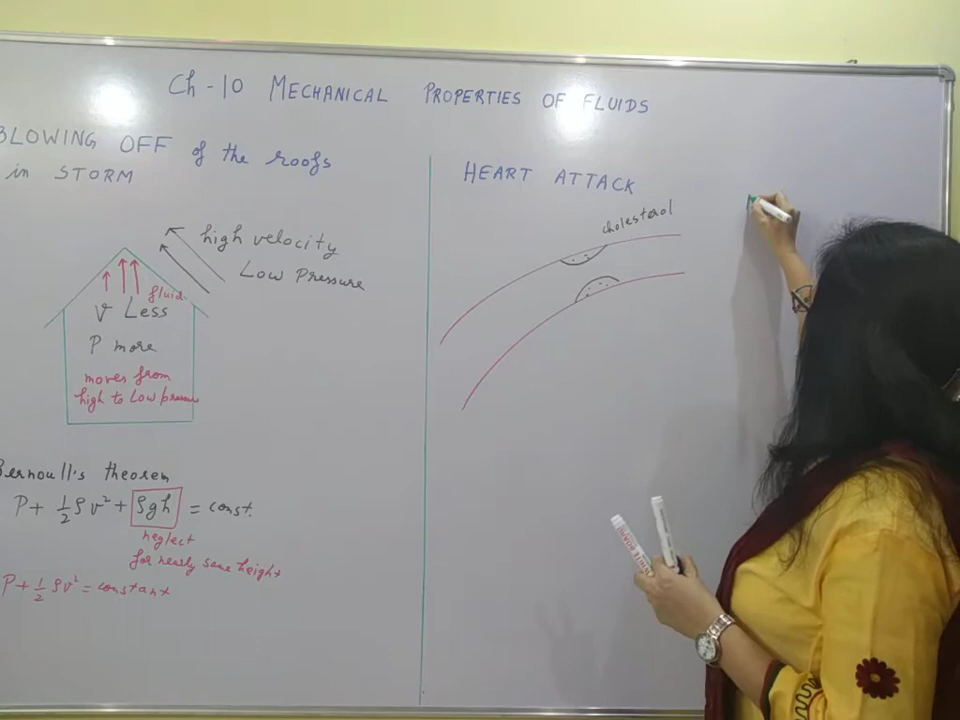 Ch-10 MECHANICAL PROPERTIES OF FLUIDS
BLOWING OFF of the roofs
in STORM
high velocity
Low Pressure
fluid
v Less
P more
moves from
high to Low pressure
Bernoull's theorem
P + 1/2 ρv² + ρgh = const.
neglect
for nearly same height
P + 1/2 ρv² = constant
HEART ATTACK
cholesterol